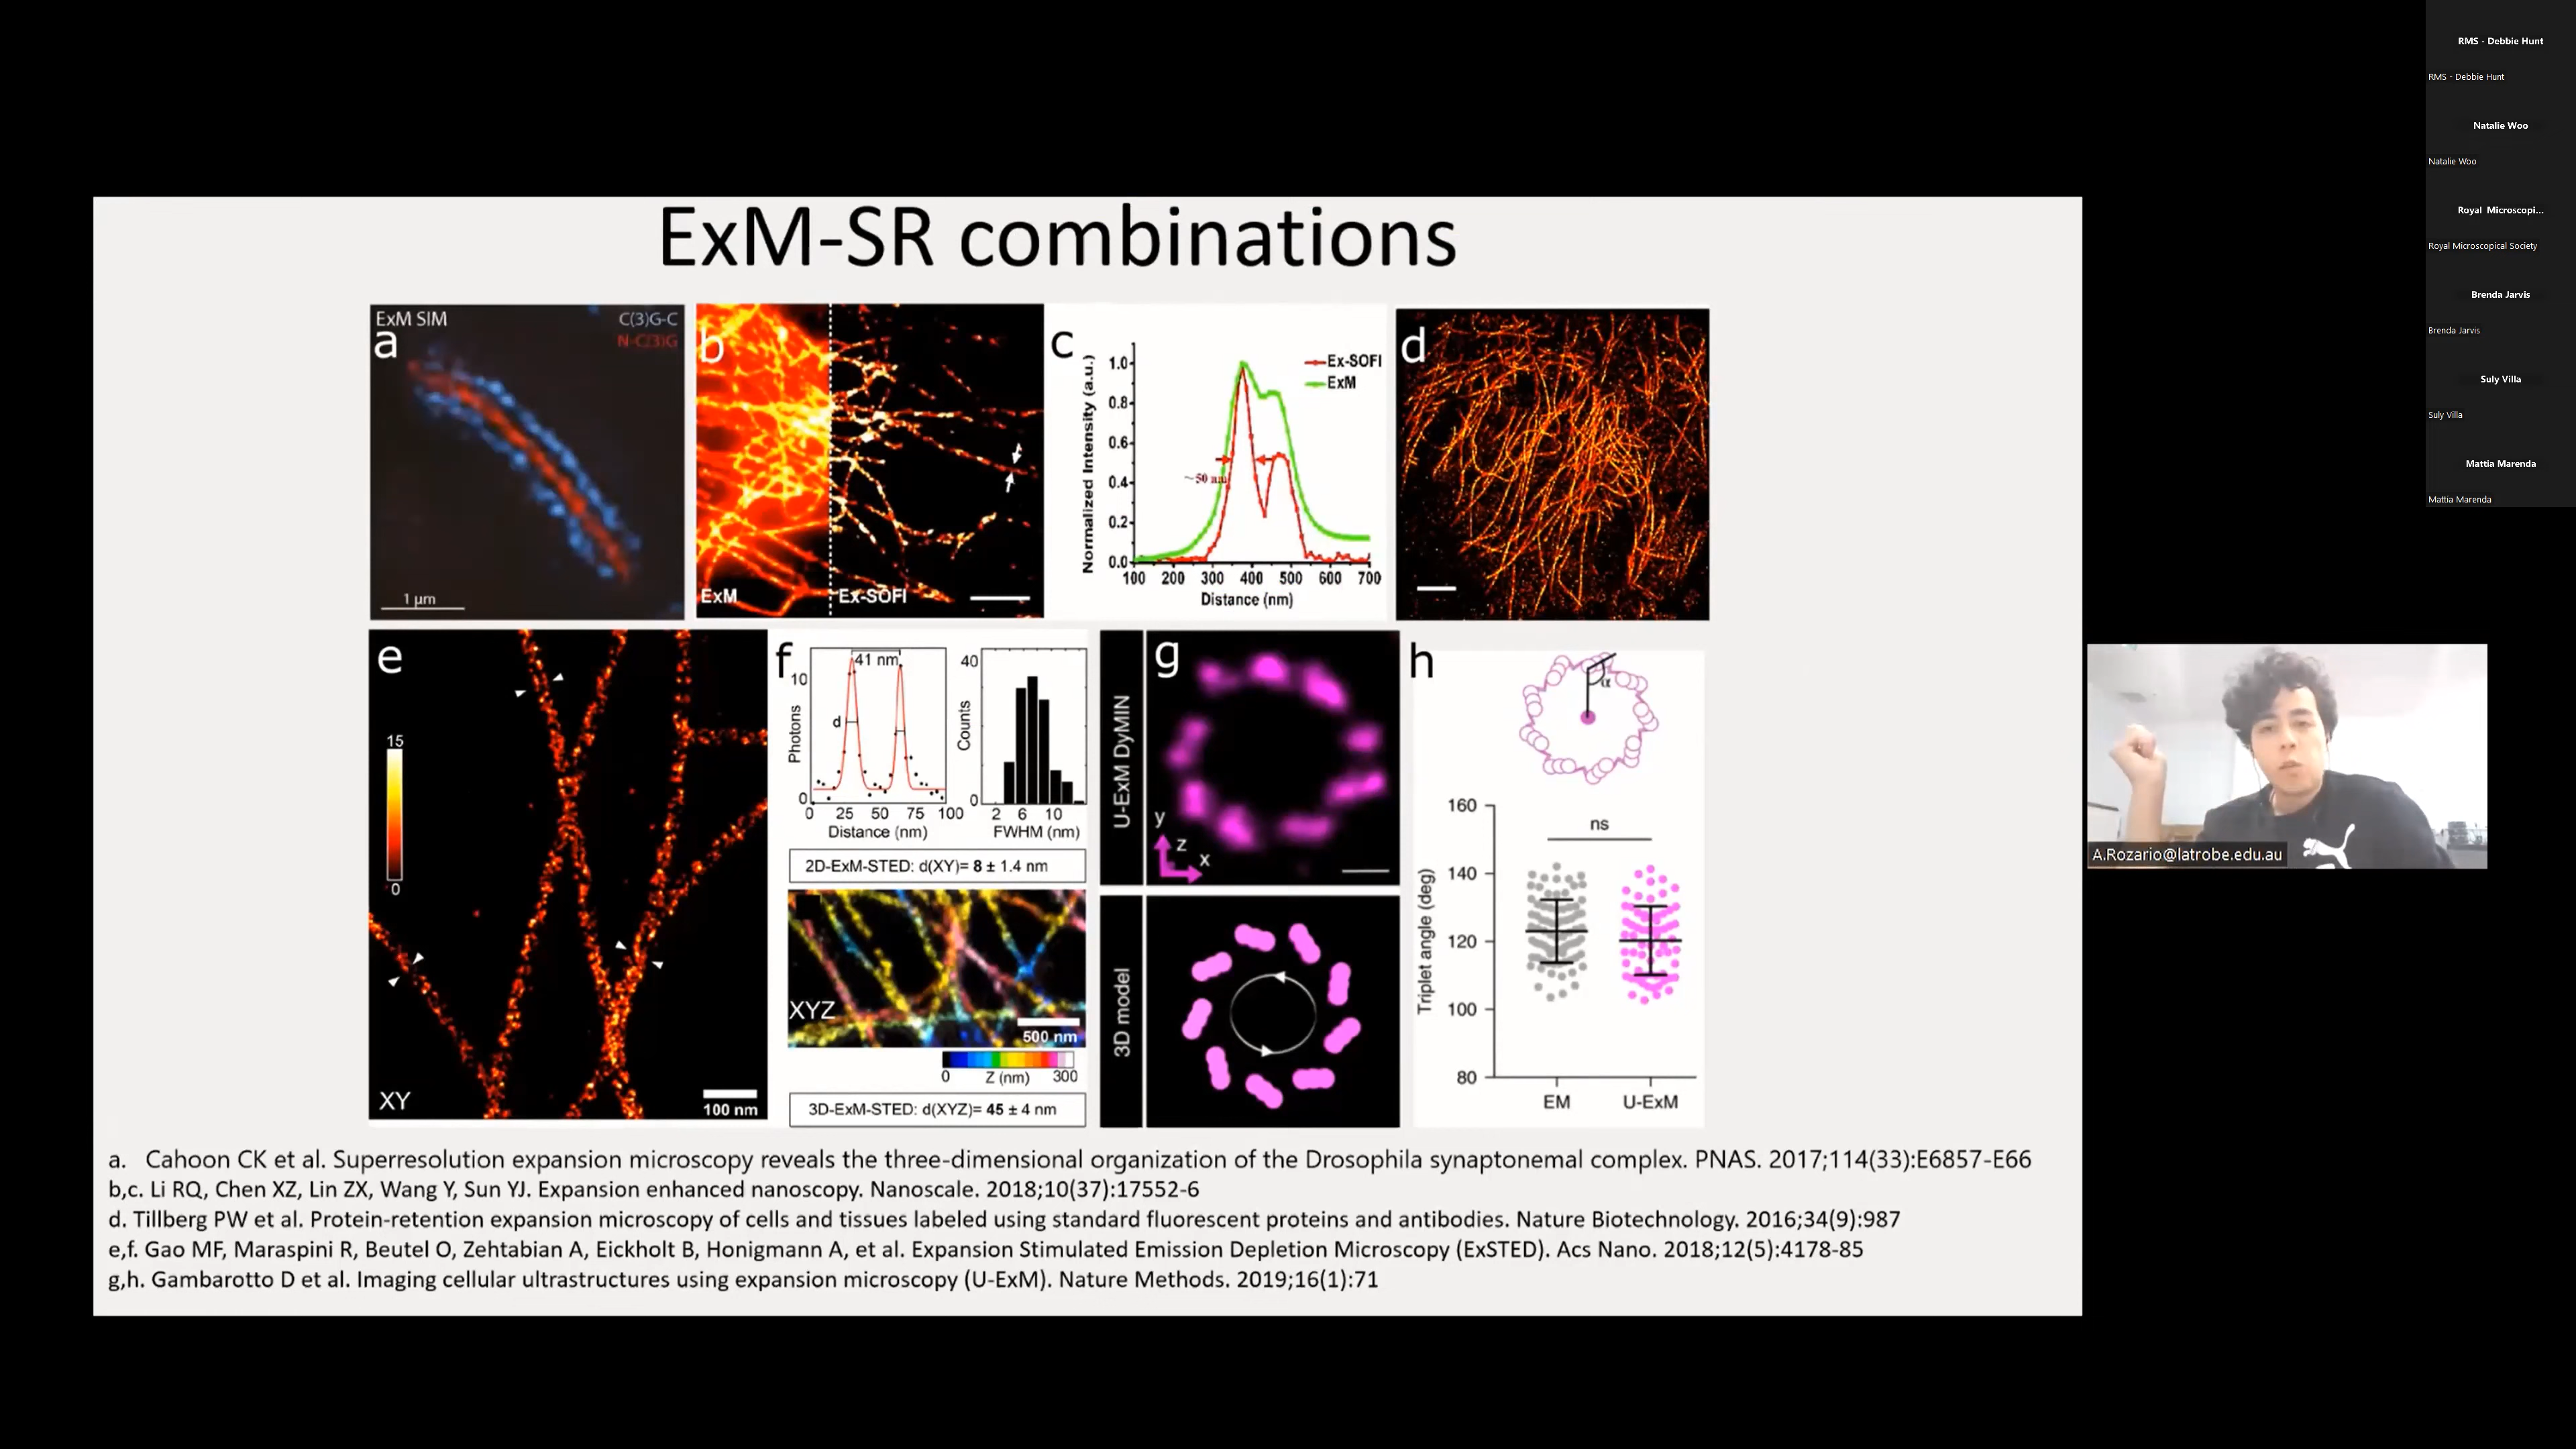 RMS - Debbie Hunt
RMS - Debbie Hunt
Natalie Woo
Natalie Woo
Royal Microscopi...
Royal Microscopical Society
Brenda Jarvis
Brenda Jarvis
Suly Villa
Suly Villa
Mattia Marenda
Mattia Marenda
ExM-SR combinations
ExM SIM
C(3)G-C
N-C(3)G
a
1 µm
b
ExM
Ex-SOFI
c
Normalized Intensity (a.u.)
1.0
0.8
0.6
0.4
0.2
0.0
Ex-SOFI
ExM
~50 nm
100 200 300 400 500 600 700
Distance (nm)
d
e
15
0
XY
100 nm
f
41 nm
10
0
Photons
d
0 25 50 75 100
Distance (nm)
40
0
Counts
2 6 10
FWHM (nm)
2D-ExM-STED: d(XY)= 8 ± 1.4 nm
XYZ
500 nm
0 Z (nm) 300
3D-ExM-STED: d(XYZ)= 45 ± 4 nm
g
U-ExM DyMIN
y
z
x
3D model
h
α
ns
Triplet angle (deg)
160
140
120
100
80
EM U-ExM
a. Cahoon CK et al. Superresolution expansion microscopy reveals the three-dimensional organization of the Drosophila synaptonemal complex. PNAS. 2017;114(33):E6857-E66
b,c. Li RQ, Chen XZ, Lin ZX, Wang Y, Sun YJ. Expansion enhanced nanoscopy. Nanoscale. 2018;10(37):17552-6
d. Tillberg PW et al. Protein-retention expansion microscopy of cells and tissues labeled using standard fluorescent proteins and antibodies. Nature Biotechnology. 2016;34(9):987
e,f. Gao MF, Maraspini R, Beutel O, Zehtabian A, Eickholt B, Honigmann A, et al. Expansion Stimulated Emission Depletion Microscopy (ExSTED). Acs Nano. 2018;12(5):4178-85
g,h. Gambarotto D et al. Imaging cellular ultrastructures using expansion microscopy (U-ExM). Nature Methods. 2019;16(1):71
A.Rozario@latrobe.edu.au